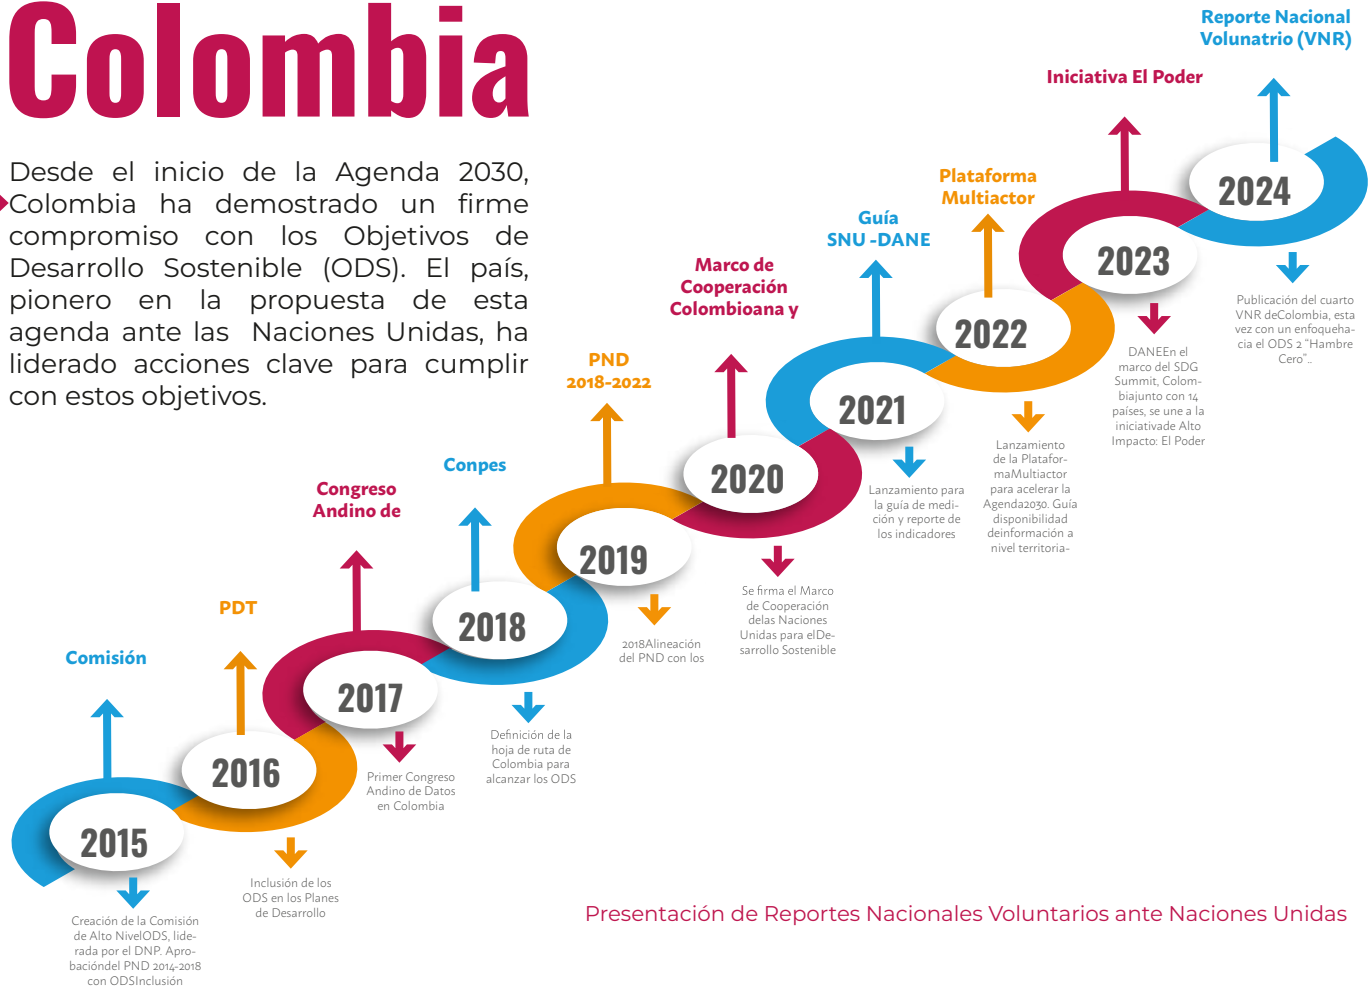 Colombia
Desde el inicio de la Agenda 2030,
Colombia ha demostrado un firme
compromiso con los Objetivos de
Desarrollo Sostenible (ODS). El país,
pionero en la propuesta de esta
agenda ante las Naciones Unidas, ha
liderado acciones clave para cumplir
con estos objetivos.
Comisión
2015
Creación de la Comisión
de Alto NivelODS, lide-
rada por el DNP. Apro-
bacióndel PND 2014-2018
con ODSInclusión
PDT
2016
Inclusión de los
ODS en los Planes
de Desarrollo
Congreso
Andino de
2017
Primer Congreso
Andino de Datos
en Colombia
Conpes
2018
Definición de la
hoja de ruta de
Colombia para
alcanzar los ODS
PND
2018-2022
2019
2018Alineación
del PND con los
Marco de
Cooperación
Colombioana y
2020
Se firma el Marco
de Cooperación
delas Naciones
Unidas para elDe-
sarrollo Sostenible
Guía
SNU -DANE
2021
Lanzamiento para
la guía de medi-
ción y reporte de
los indicadores
Plataforma
Multiactor
2022
Lanzamiento
de la Platafor-
maMultiactor
para acelerar la
Agenda2030. Guía
disponibilidad
deinformación a
nivel territoria-
Iniciativa El Poder
2023
DANEEn el
marco del SDG
Summit, Colom-
biajunto con 14
países, se une a la
iniciativade Alto
Impacto: El Poder
Reporte Nacional
Volunatrio (VNR)
2024
Publicación del cuarto
VNR deColombia, esta
vez con un enfoqueha-
cia el ODS 2 "Hambre
Cero"..
Presentación de Reportes Nacionales Voluntarios ante Naciones Unidas